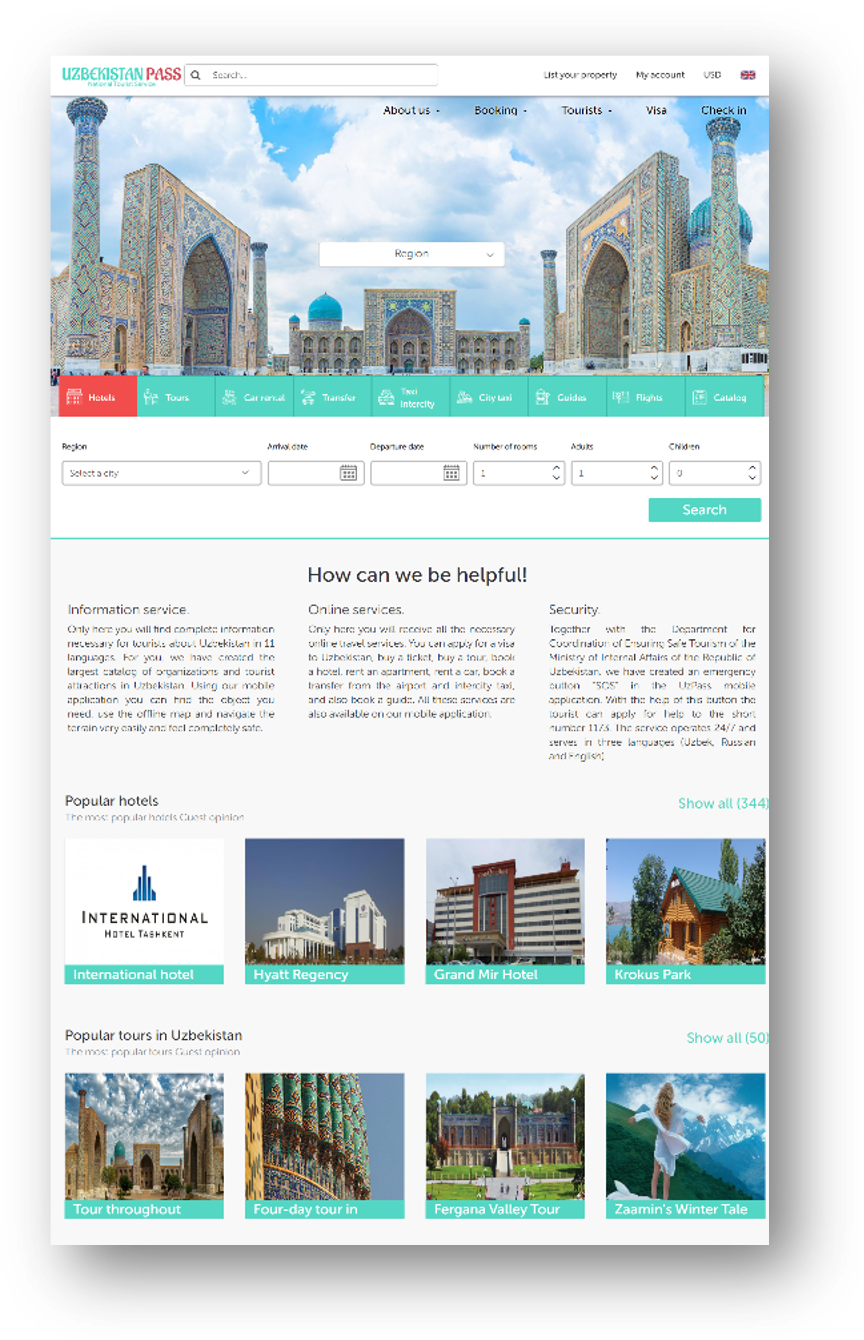 UZBEKISTAN PASS
National Tourist Service
Search...
List your property
My account
USD
About us
Booking
Tourists
Visa
Check in
Region
Hotels
Tours
Car rental
Transfer
Taxi
Intercity
City taxi
Guides
Flights
Catalog
Region
Arrival date
Departure date
Number of rooms
Adults
Children
Select a city
1
1
0
Search
How can we be helpful!
Information service.
Only here you will find complete information
necessary for tourists about Uzbekistan in 11
languages. For you, we have created the
largest catalog of organizations and tourist
attractions in Uzbekistan. Using our mobile
application you can find the object you
need, use the offline map and navigate the
terrain very easily and feel completely safe.
Online services.
Only here you will receive all the necessary
online travel services. You can apply for a visa
to Uzbekistan, buy a ticket, buy a tour, book
a hotel, rent an apartment, rent a car, book a
transfer from the airport and intercity taxi,
and also book a guide. All these services are
also available on our mobile application.
Security.
Together with the Department for
Coordination of Ensuring Safe Tourism of the
Ministry of Internal Affairs of the Republic of
Uzbekistan, we have created an emergency
button "SOS" in the UzPass mobile
application. With the help of this button the
tourist can apply for help to the short
number 1173. The service operates 24/7 and
serves in three languages (Uzbek, Russian
and English)
Popular hotels
Show all (344)
The most popular hotels Guest opinion
INTERNATIONAL
HOTEL TASHKENT
International hotel
Hyatt Regency
Grand Mir Hotel
Krokus Park
Popular tours in Uzbekistan
Show all (50)
The most popular tours Guest opinion
Tour throughout
Four-day tour in
Fergana Valley Tour
Zaamin's Winter Tale